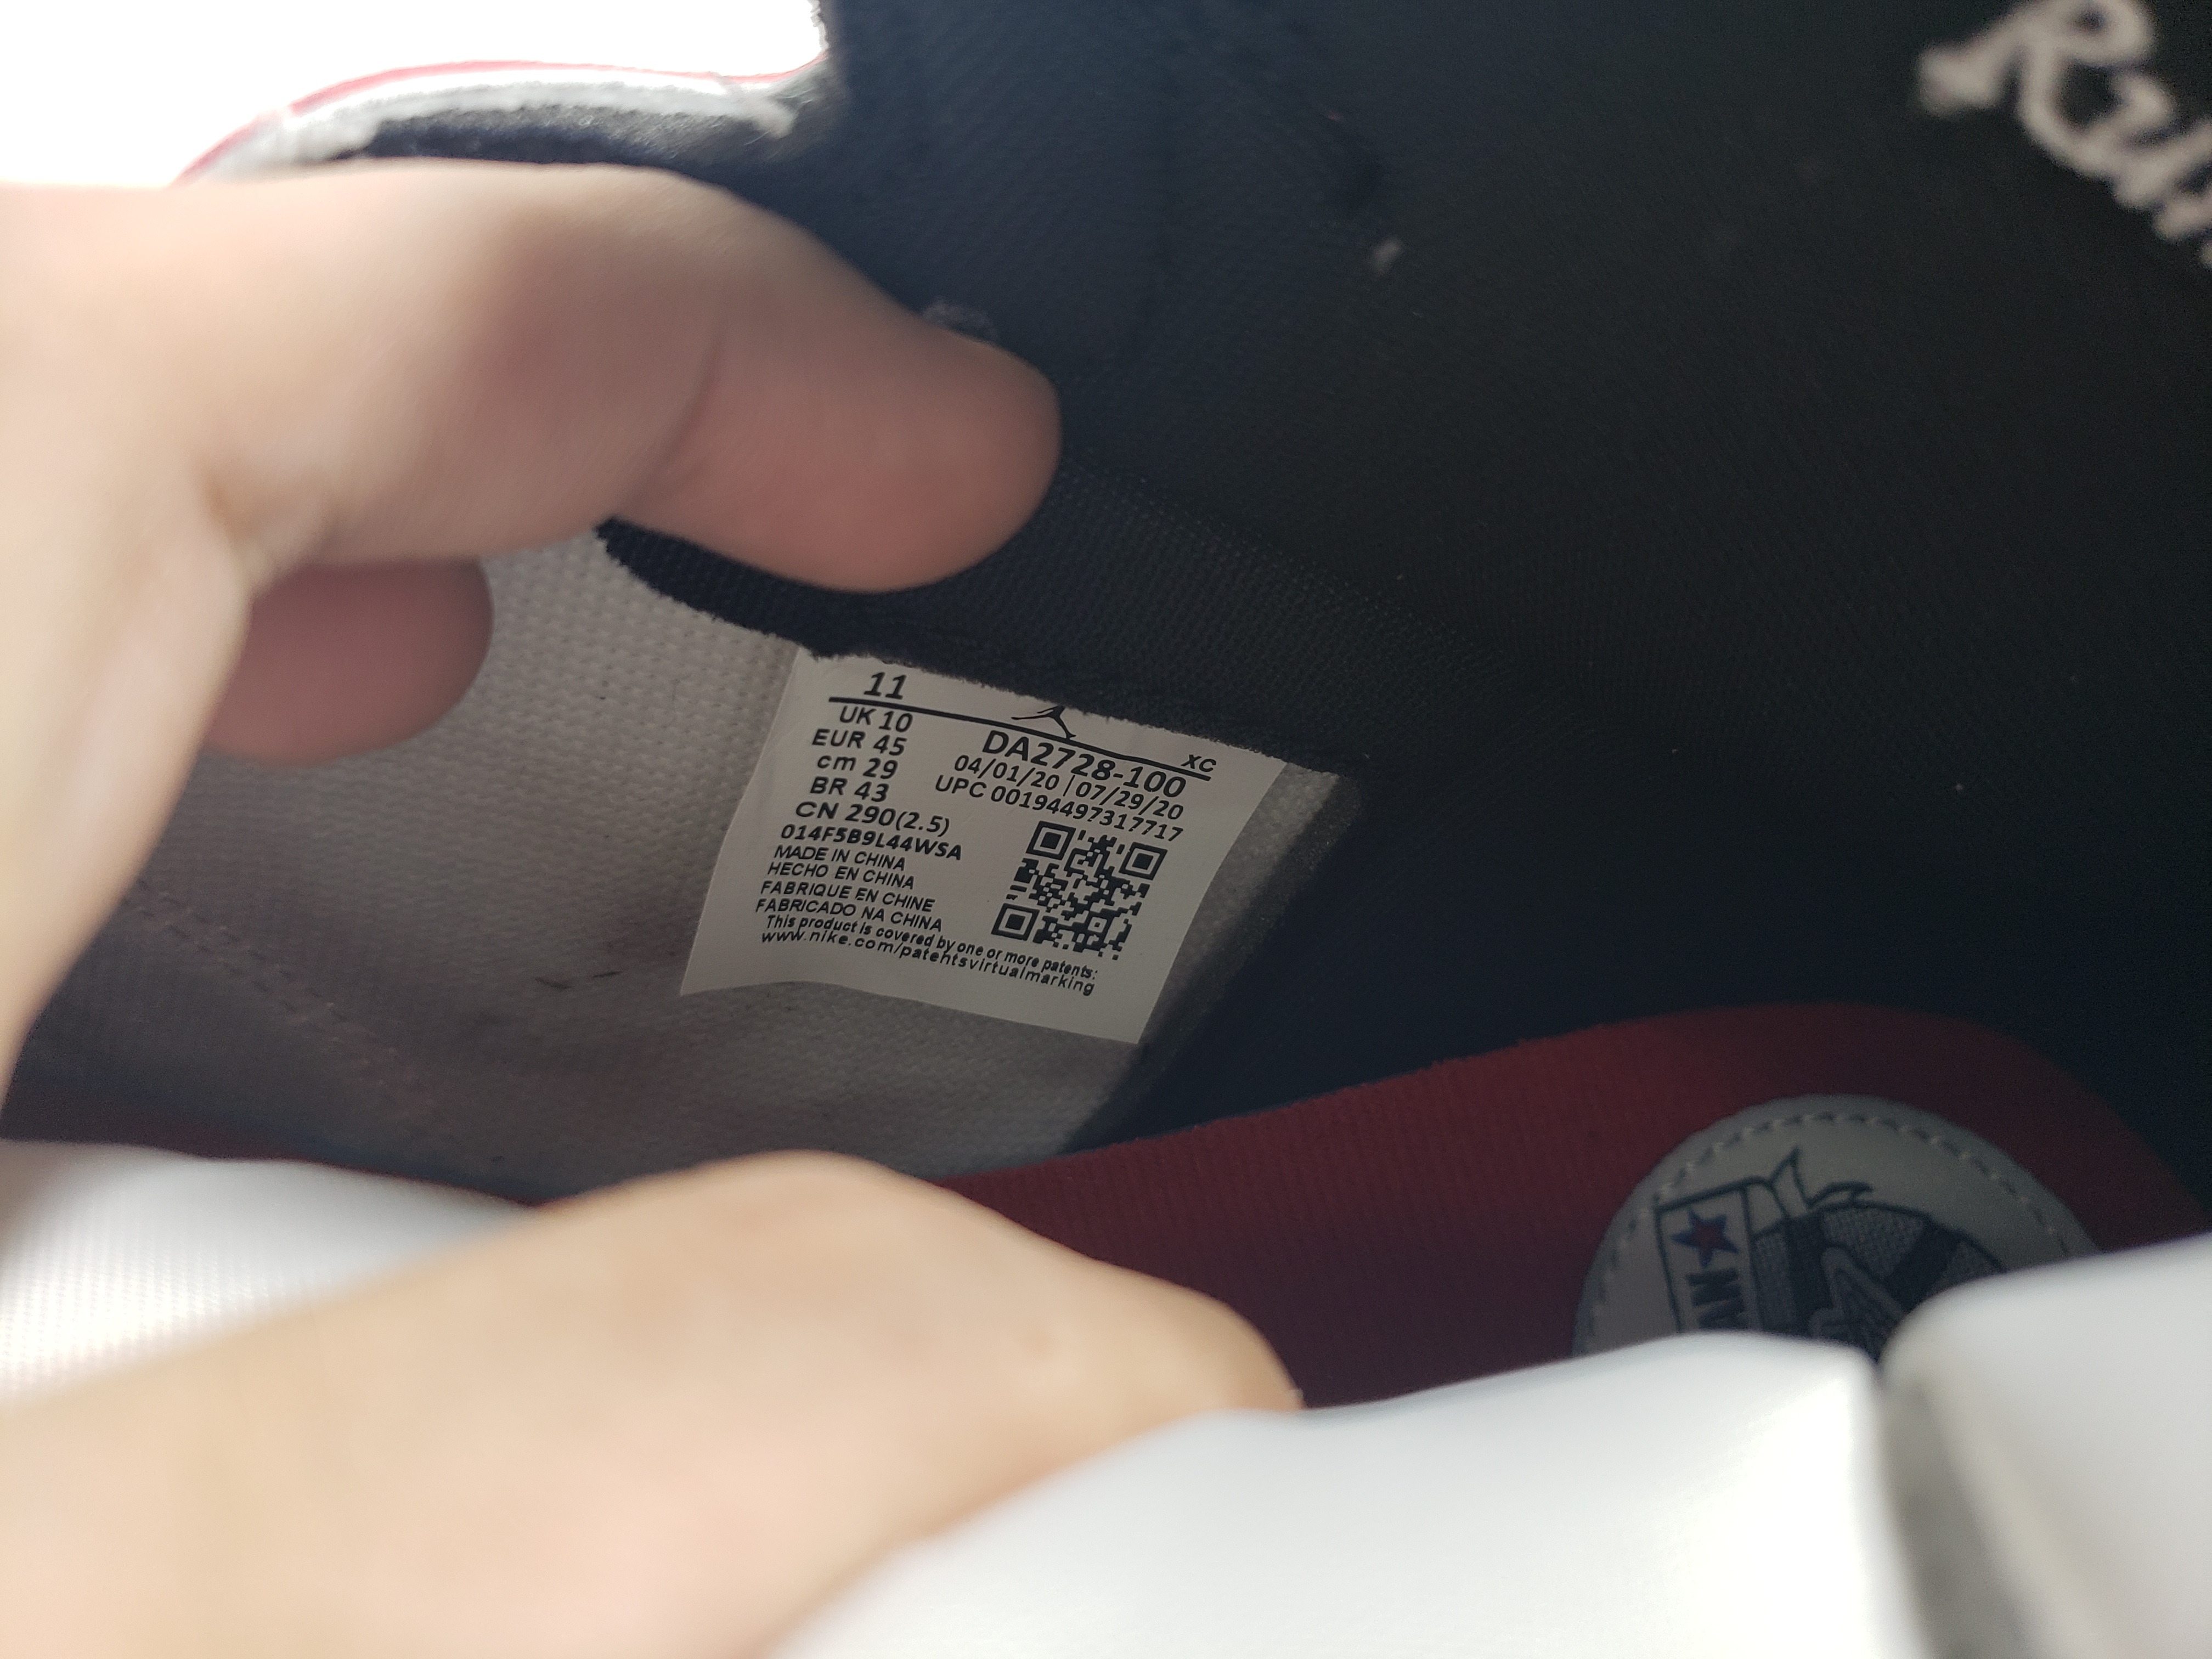 Ru
11
UK 10
EUR 45
cm 29
BR 43
CN 290(2.5)
014F5B9L44WSA
MADE IN CHINA
HECHO EN CHINA
FABRIQUE EN CHINE
FABRICADO NA CHINA
XC
DA2728-100
04/01/20 | 07/29/20
UPC 00194497317717
This product is covered by one or more patents:
www.nike.com/patentsvirtualmarking
AN